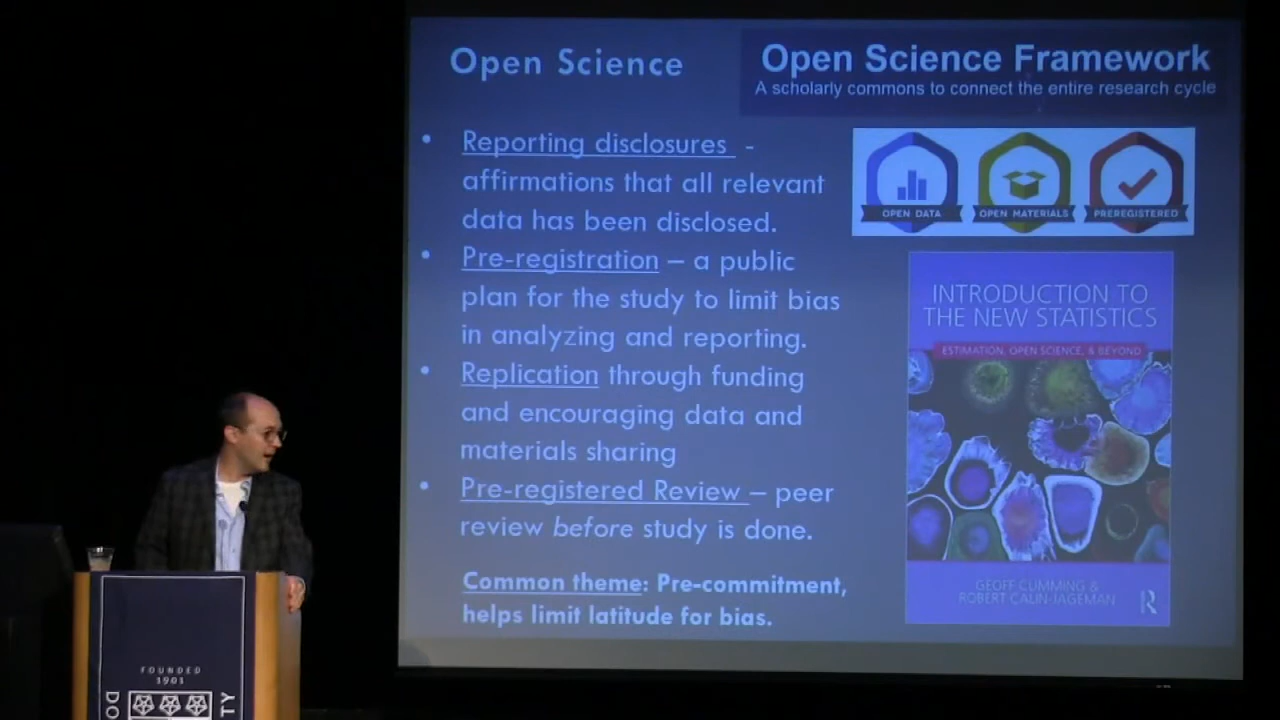 Open Science
Open Science Framework
A scholarly commons to connect the entire research cycle
• Reporting disclosures -
affirmations that all relevant
data has been disclosed.
• Pre-registration – a public
plan for the study to limit bias
in analyzing and reporting.
• Replication through funding
and encouraging data and
materials sharing
• Pre-registered Review – peer
review before study is done.
Common theme: Pre-commitment,
helps limit latitude for bias.
OPEN DATA
OPEN MATERIALS
PREREGISTERED
INTRODUCTION TO
THE NEW STATISTICS
ESTIMATION, OPEN SCIENCE, & BEYOND
GEOFF CUMMING &
ROBERT CALIN-JAGEMAN
R
FOUNDED
1901
DO
TY